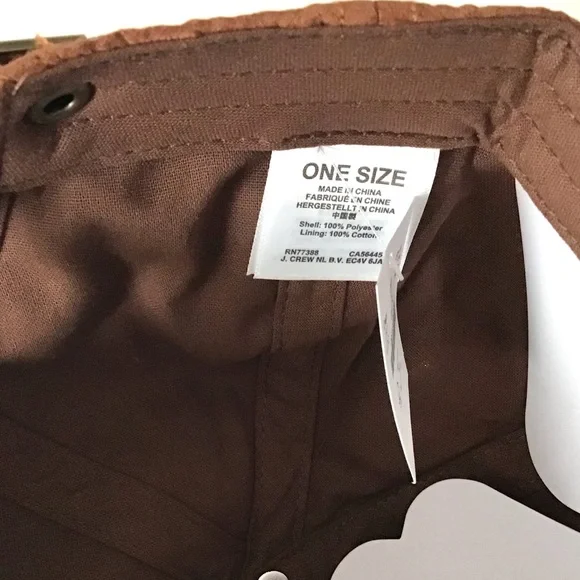 ONE SIZE
MADE IN CHINA
FABRIQUÉ EN CHINE
HERGESTELLT IN CHINA
中国製
Shell: 100% Polyester
Lining: 100% Cotton
RN77388 CA56445
J. CREW NL B.V. EC4V 6JA